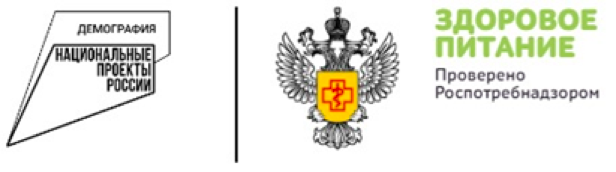 ДЕМОГРАФИЯ
НАЦИОНАЛЬНЫЕ
ПРОЕКТЫ
РОССИИ
ЗДОРОВОЕ
ПИТАНИЕ
Проверено
Роспотребнадзором